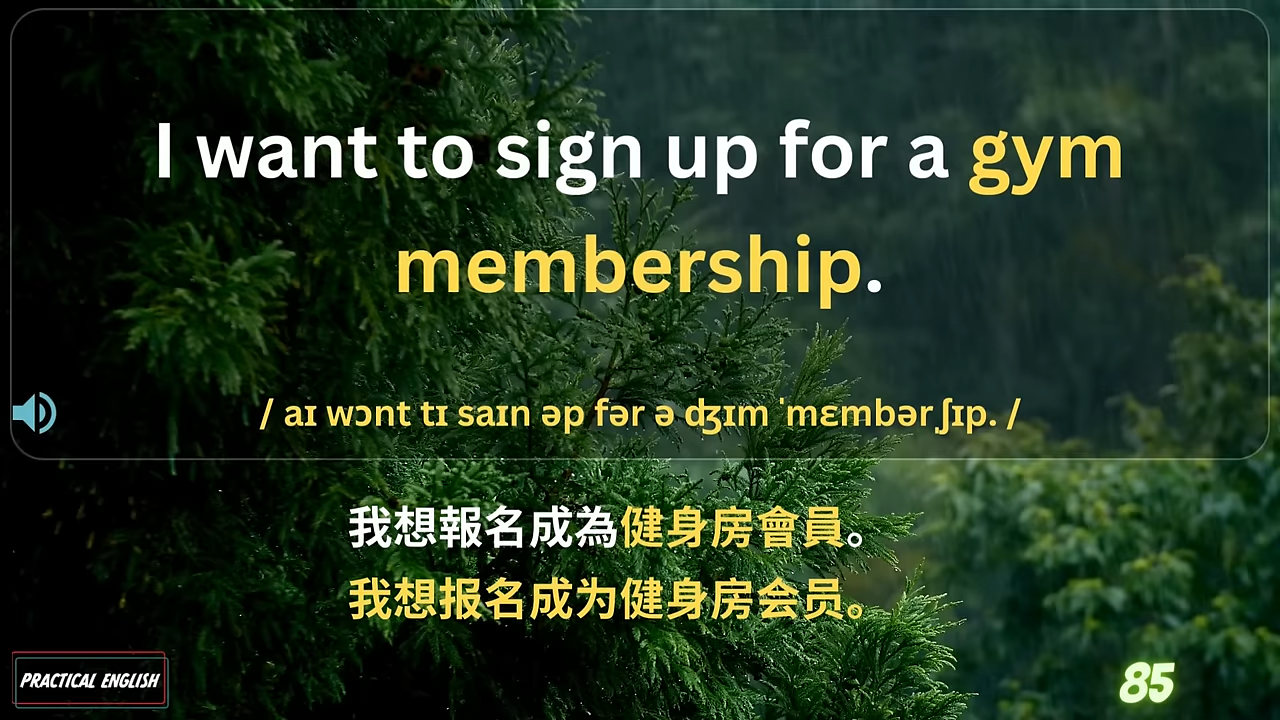 I want to sign up for a gym
membership.
/ aɪ wɔnt tɪ saɪn əp fər ə ʤɪm ˈmɛmbərˌʃɪp. /
我想報名成為健身房會員。
我想报名成为健身房会员。
PRACTICAL ENGLISH
85